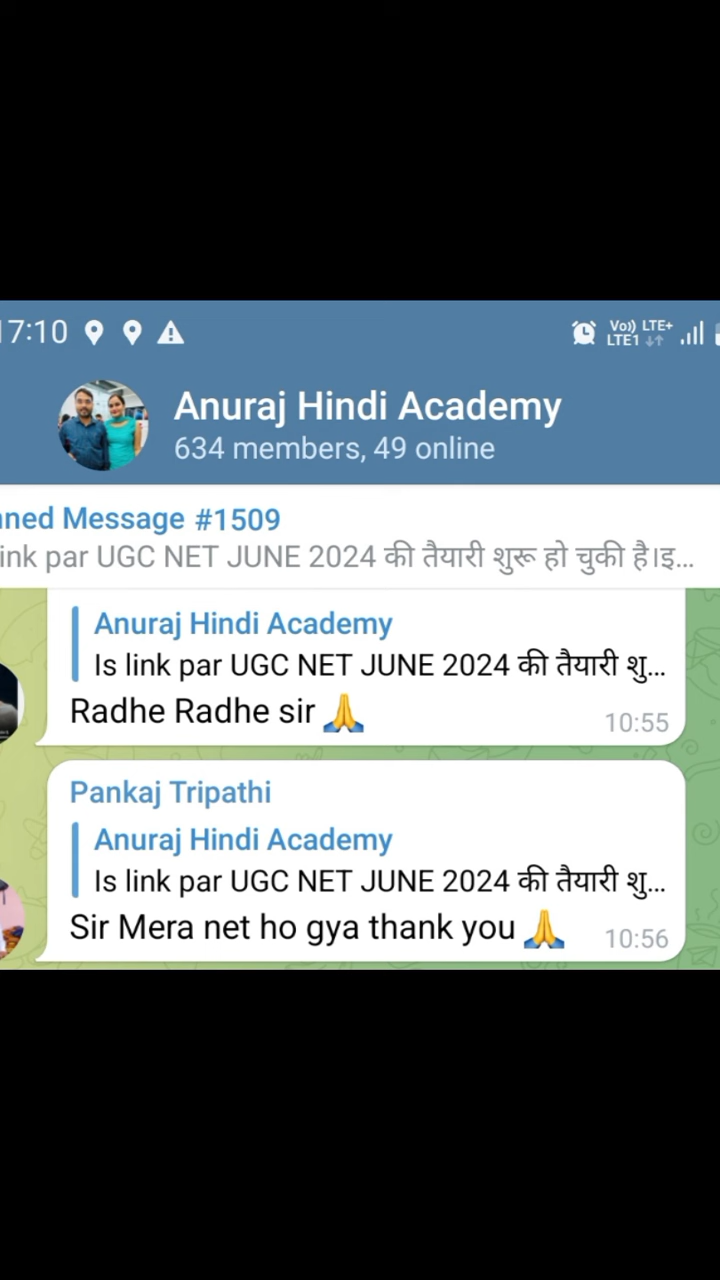 17:10 Vo)) LTE+
LTE1
Anuraj Hindi Academy
634 members, 49 online
nned Message #1509
ink par UGC NET JUNE 2024 की तैयारी शुरू हो चुकी है।इ...
Anuraj Hindi Academy
Is link par UGC NET JUNE 2024 की तैयारी शु...
Radhe Radhe sir 🙏
10:55
Pankaj Tripathi
Anuraj Hindi Academy
Is link par UGC NET JUNE 2024 की तैयारी शु...
Sir Mera net ho gya thank you 🙏
10:56